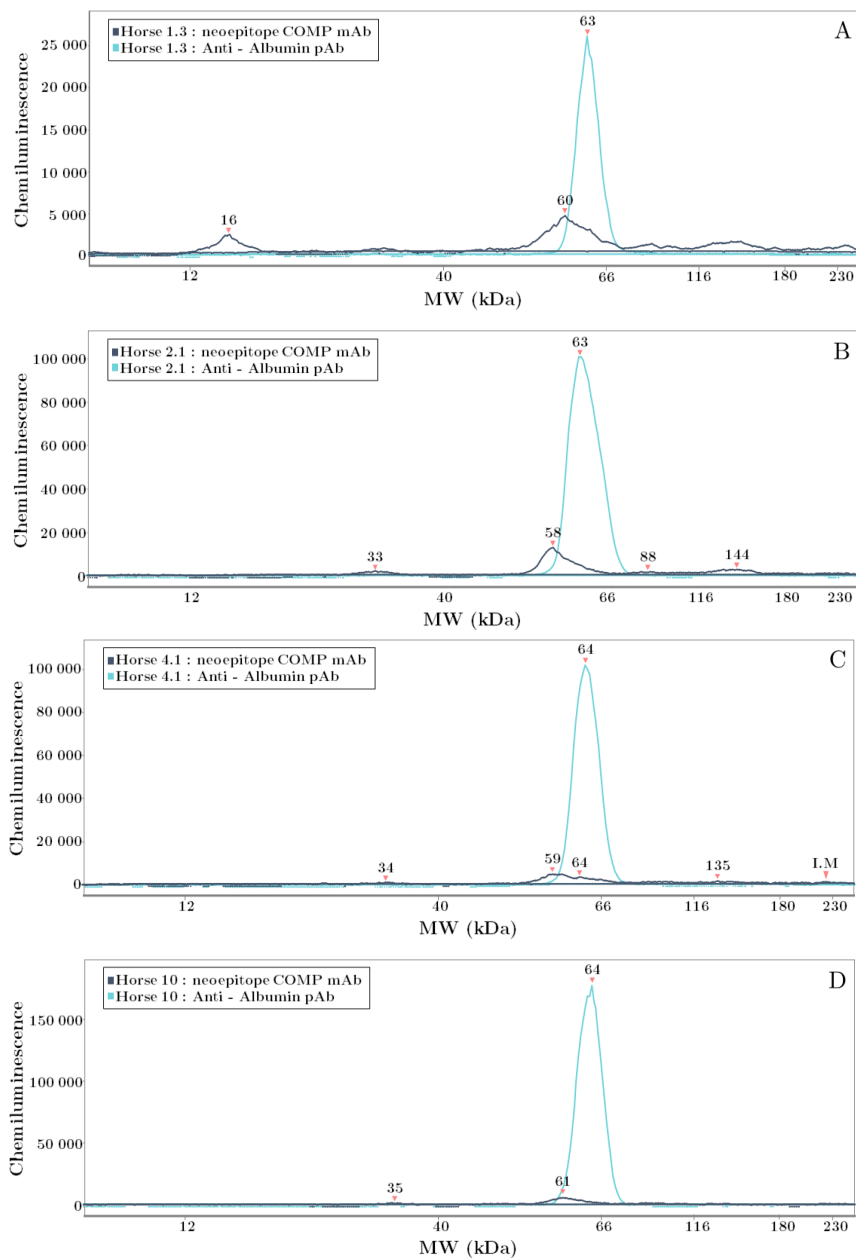 Horse 1.3 : neoepitope COMP mAb
Horse 1.3 : Anti - Albumin pAb
A
63
60
16
25 000
20 000
15 000
10 000
5 000
0
Chemiluminescence
12 40 66 116 180 230
MW (kDa)
Horse 2.1 : neoepitope COMP mAb
Horse 2.1 : Anti - Albumin pAb
B
63
58
33
88
144
100 000
80 000
60 000
40 000
20 000
0
Chemiluminescence
12 40 66 116 180 230
MW (kDa)
Horse 4.1 : neoepitope COMP mAb
Horse 4.1 : Anti - Albumin pAb
C
64
59
64
34
135
I.M
100 000
80 000
60 000
40 000
20 000
0
Chemiluminescence
12 40 66 116 180 230
MW (kDa)
Horse 10 : neoepitope COMP mAb
Horse 10 : Anti - Albumin pAb
D
64
61
35
150 000
100 000
50 000
0
Chemiluminescence
12 40 66 116 180 230
MW (kDa)